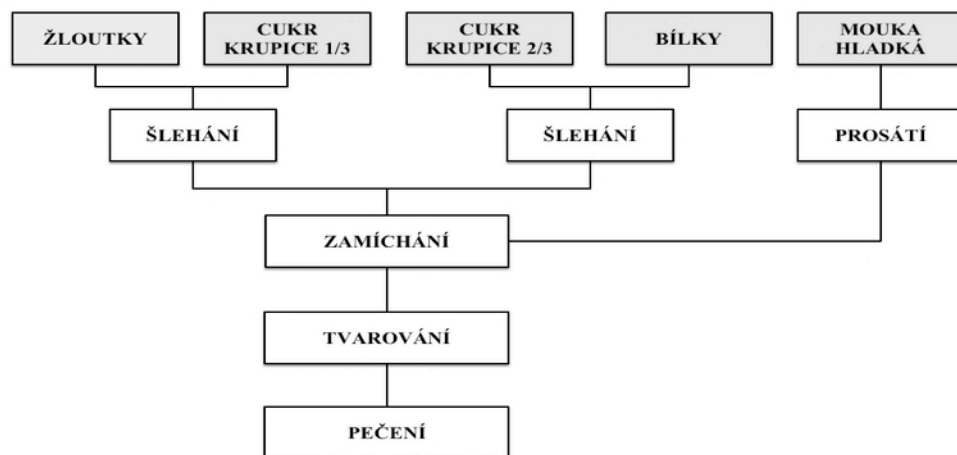 ŽLOUTKY
CUKR
KRUPICE 1/3
CUKR
KRUPICE 2/3
BÍLKY
MOUKA
HLADKÁ
ŠLEHÁNÍ
ŠLEHÁNÍ
PROSÁTÍ
ZAMÍCHÁNÍ
TVAROVÁNÍ
PEČENÍ